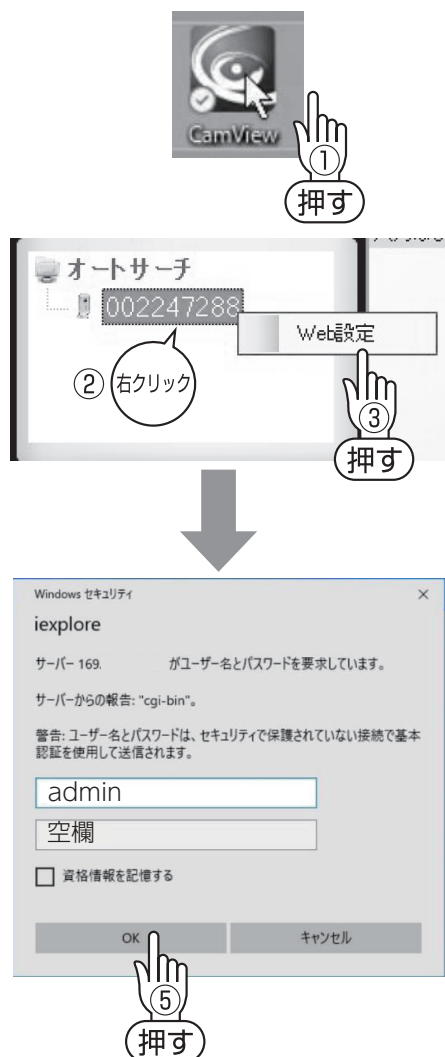 CamView
①
押す
オートサーチ
002247288
Web設定
② 右クリック
③
押す
Windows セキュリティ ×
iexplore
サーバー 169. がユーザー名とパスワードを要求しています。
サーバーからの報告: "cgi-bin"。
警告: ユーザー名とパスワードは、セキュリティで保護されていない接続で基本
認証を使用して送信されます。
admin
空欄
資格情報を記憶する
OK キャンセル
⑤
押す